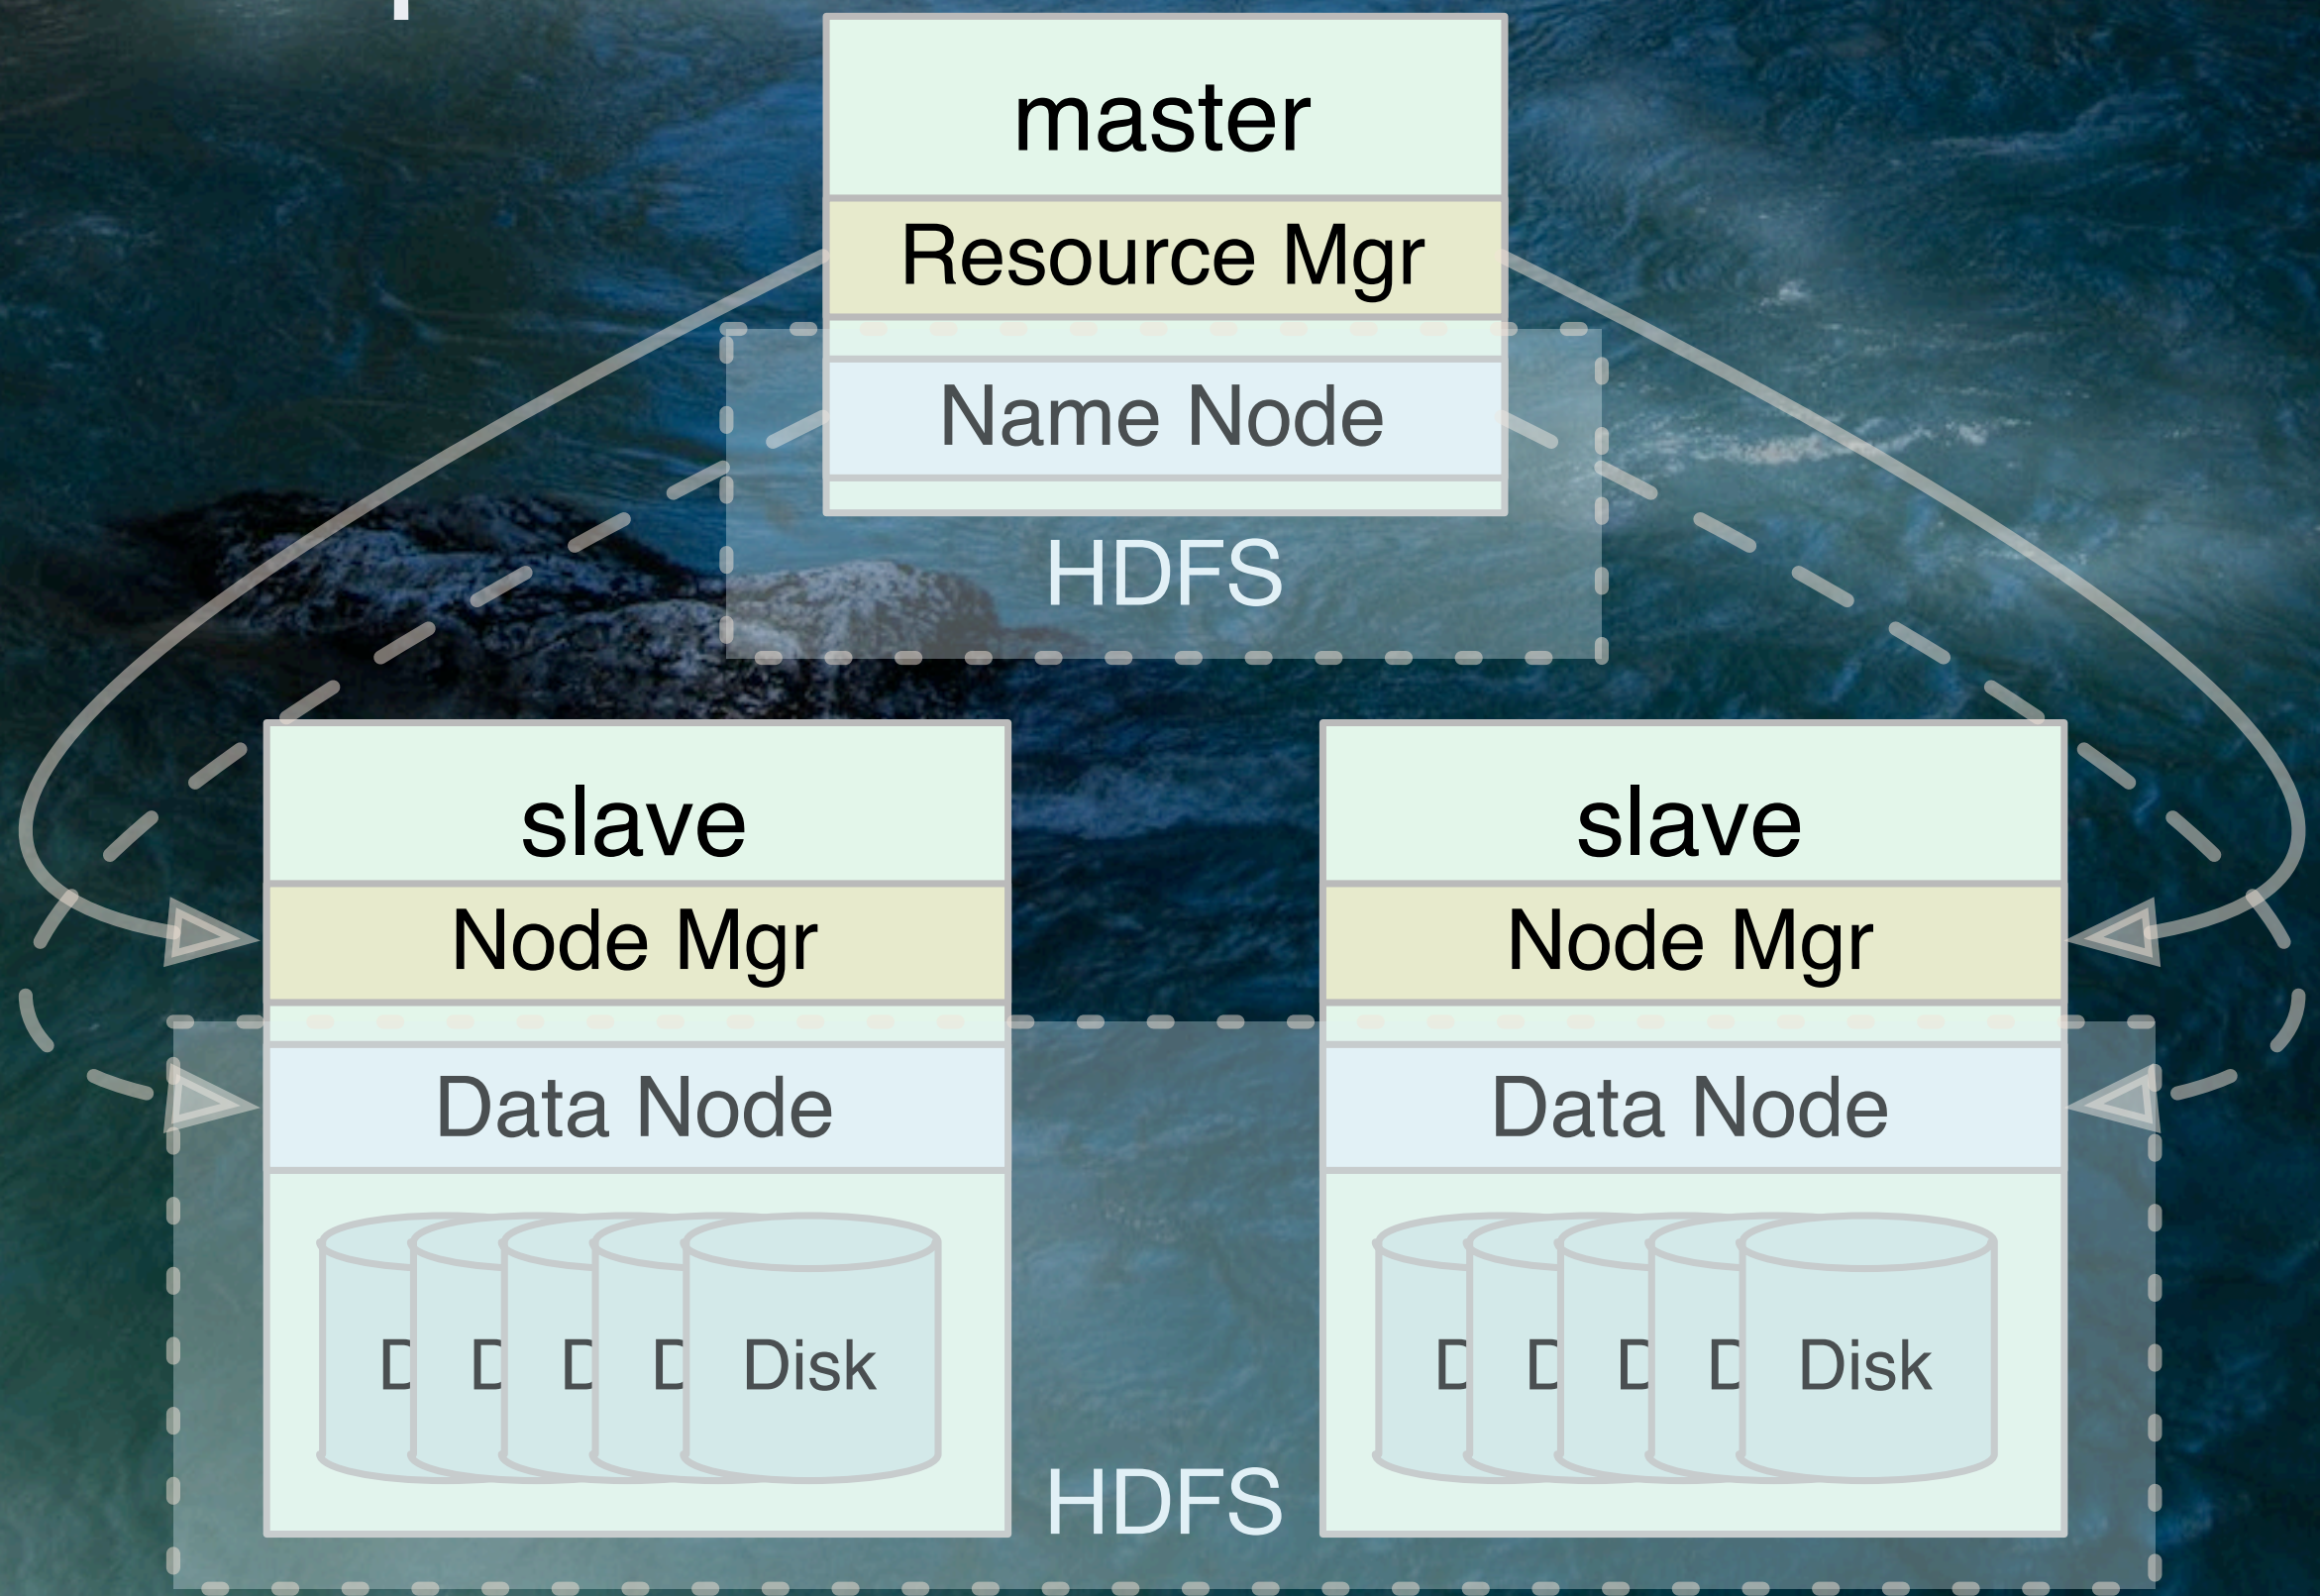 master
Resource Mgr
Name Node
HDFS
slave
Node Mgr
Data Node
D D D D Disk
slave
Node Mgr
Data Node
D D D D Disk
HDFS